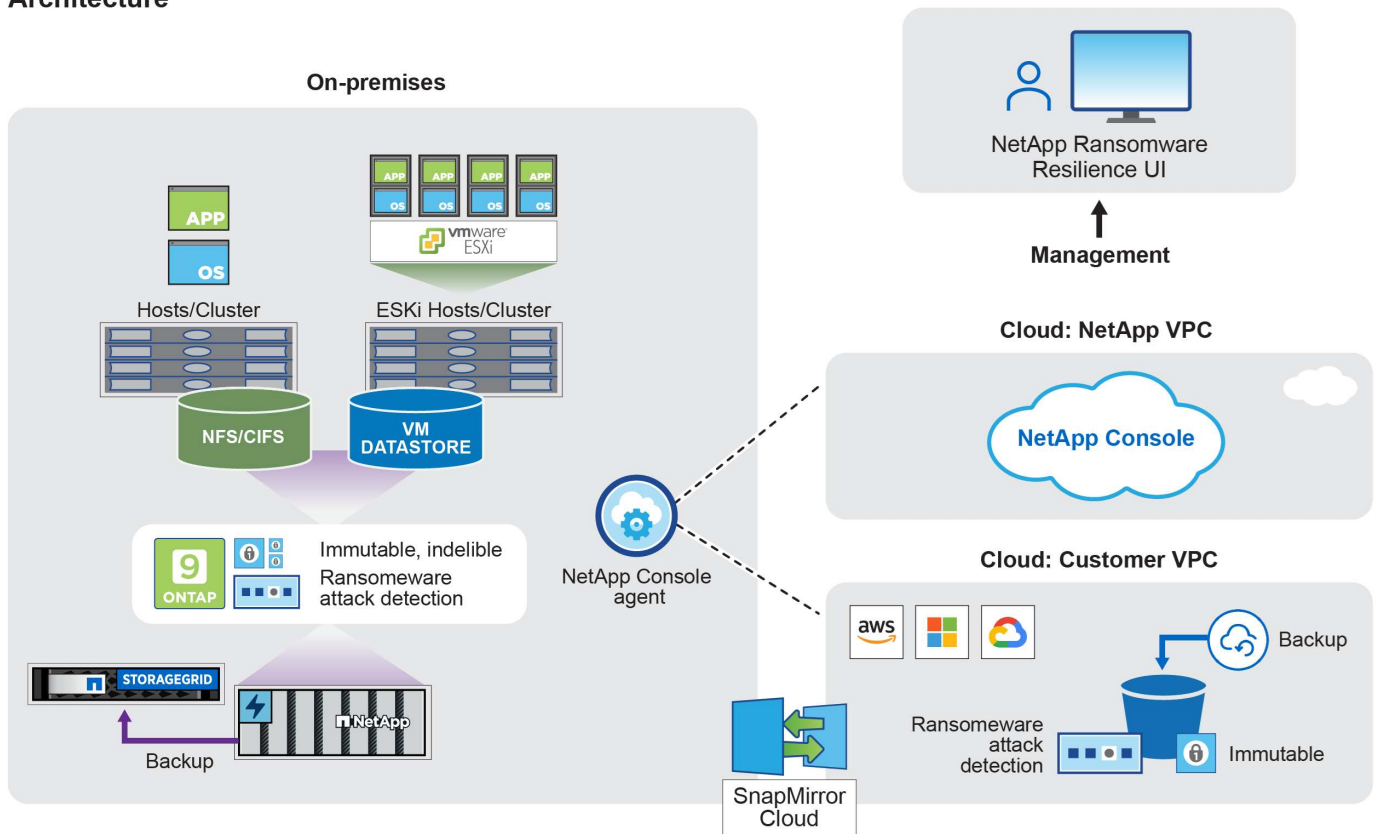 Architecture
On-premises
APP
OS
APP APP APP APP
OS OS OS OS
vmware
ESXi
Hosts/Cluster
ESKi Hosts/Cluster
NFS/CIFS
VM
DATASTORE
9
ONTAP
Immutable, indelible
Ransomeware
attack detection
STORAGEGRID
NetApp
Backup
NetApp Console
agent
NetApp Ransomware
Resilience UI
Management
Cloud: NetApp VPC
NetApp Console
Cloud: Customer VPC
aws
Backup
Ransomeware
attack
detection
Immutable
SnapMirror
Cloud